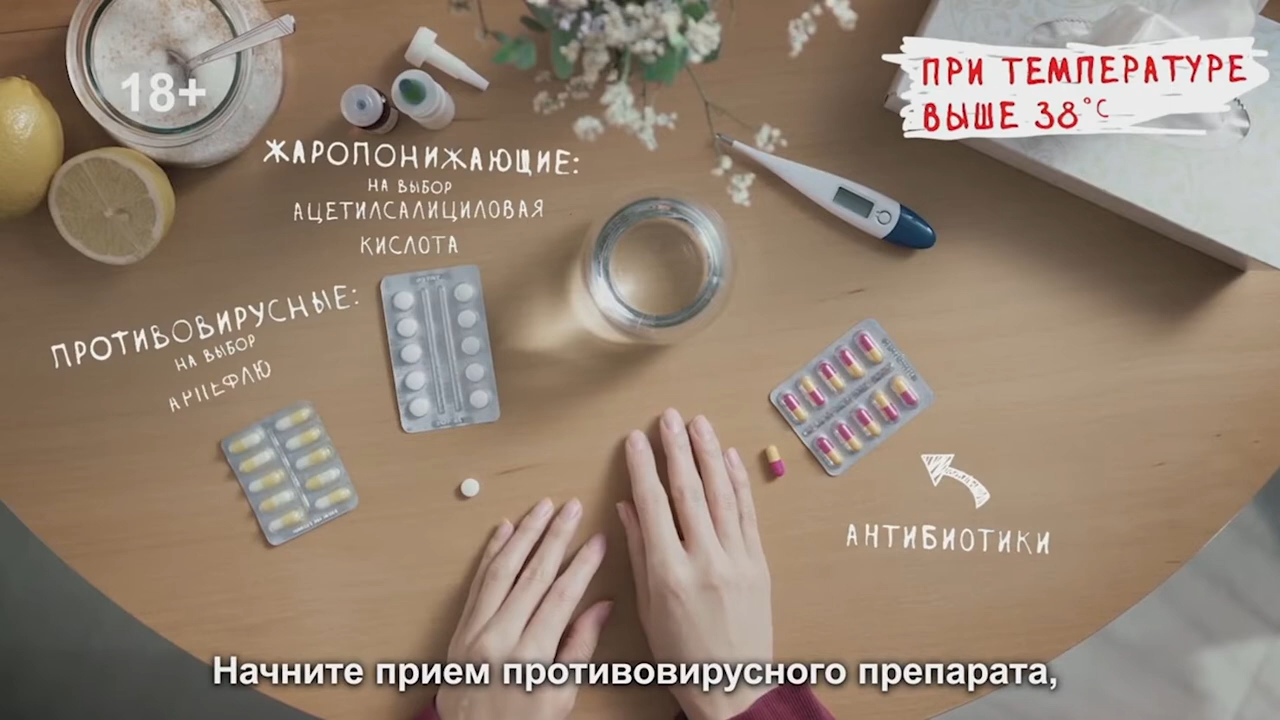 18+
ПРИ ТЕМПЕРАТУРЕ
ВЫШЕ 38°С
ЖАРОПОНИЖАЮЩИЕ:
НА ВЫБОР
АЦЕТИЛСАЛИЦИЛОВАЯ
КИСЛОТА
ПРОТИВОВИРУСНЫЕ:
НА ВЫБОР
АНТИБИОТИКИ
Начните прием противовирусного препарата,